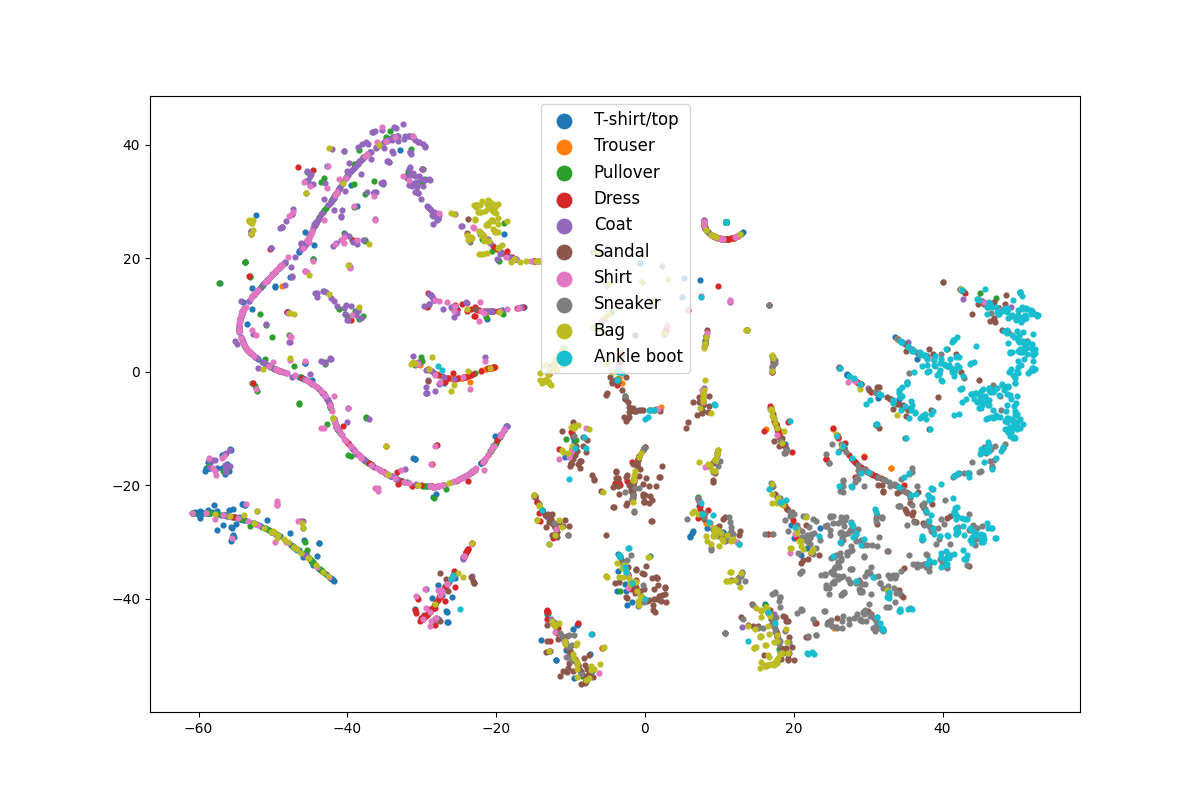 T-shirt/top
Trouser
Pullover
Dress
Coat
Sandal
Shirt
Sneaker
Bag
Ankle boot
40
20
0
−20
−40
−60 −40 −20 0 20 40